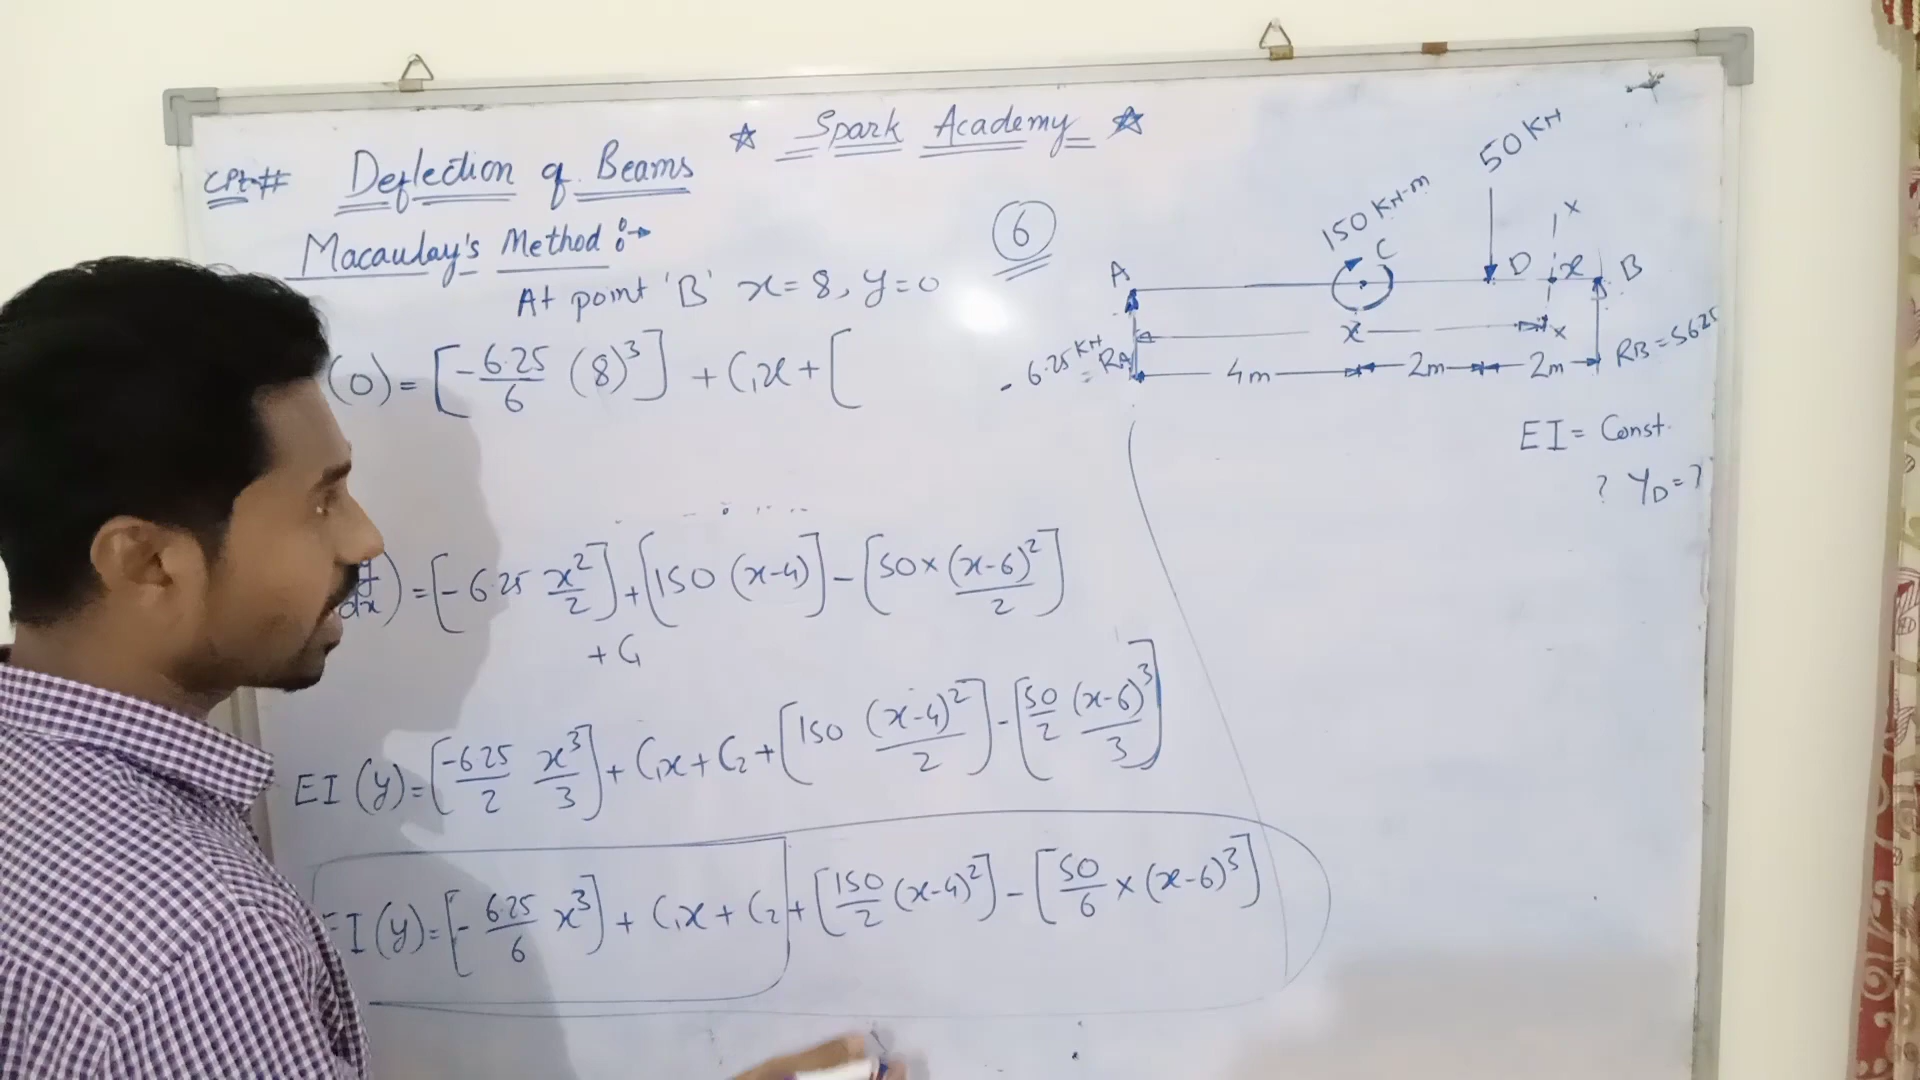 ☆ Spark Academy ☆
CPt-# Deflection of Beams
Macaulay's Method :→
6
At point 'B' x = 8, y = 0
(0) = [-6.25/6 (8)³] + C₁x + [
dx) = [-6.25 x²/2] + [150 (x-4)] - [50 × (x-6)²/2]
+ C₁
EI (y) = [-6.25/2 x³/3] + C₁x + C₂ + [150 (x-4)²/2] - [50/2 (x-6)³/3]
EI (y) = [-6.25/6 x³] + C₁x + C₂ + [150/2 (x-4)²] - [50/6 × (x-6)³]
50 KN
150 KN-m
x
A C D x B
x x
- 6.25 KN = RA
4m 2m 2m
RB = 5625
EI = Const.
? YD = ?